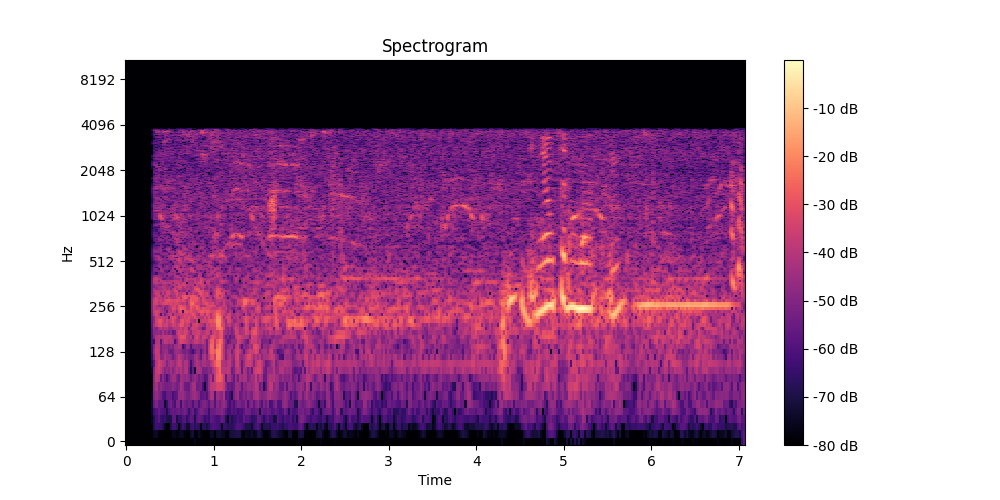 Spectrogram
8192
4096
2048
1024
512
256
128
64
0
Hz
0 1 2 3 4 5 6 7
Time
-10 dB
-20 dB
-30 dB
-40 dB
-50 dB
-60 dB
-70 dB
-80 dB